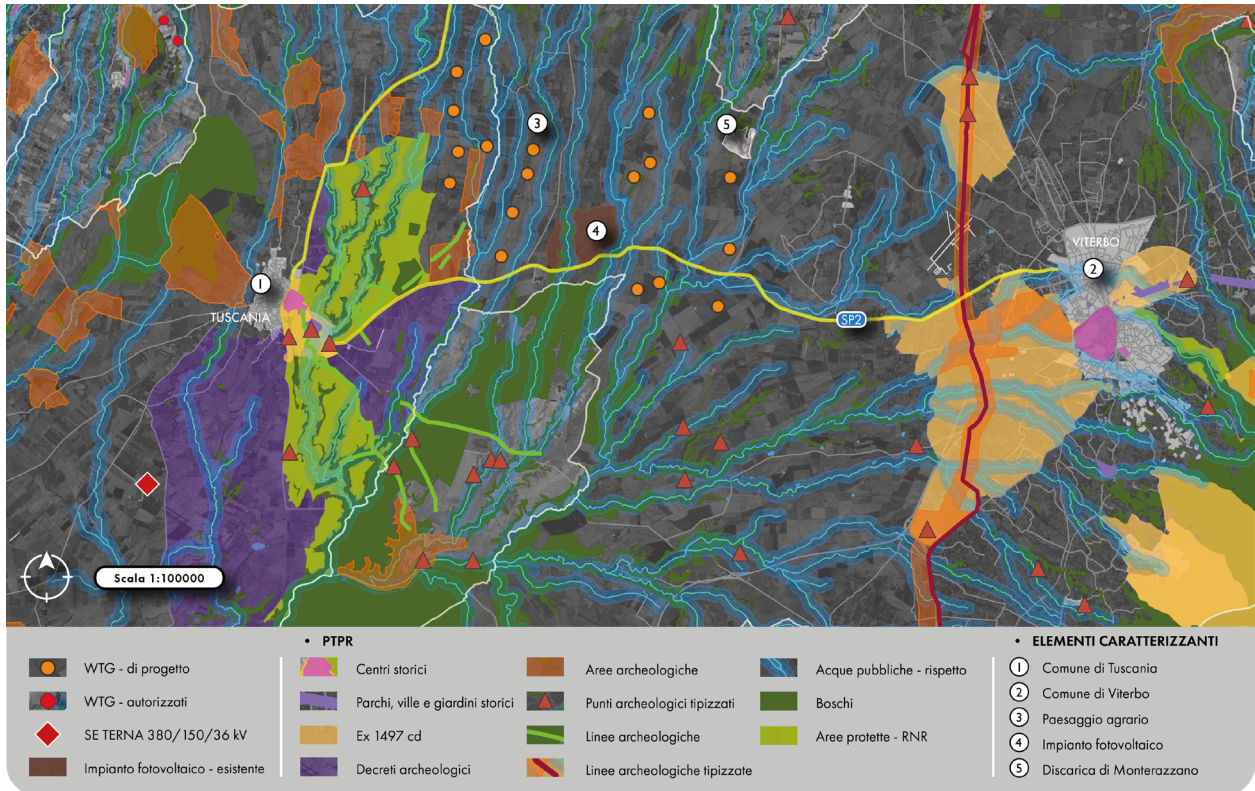 3
5
4
1
TUSCANIA
VITERBO
2
SP2
Scala 1:100000
WTG - di progetto
WTG - autorizzati
SE TERNA 380/150/36 kV
Impianto fotovoltaico - esistente
• PTPR
Centri storici
Parchi, ville e giardini storici
Ex 1497 cd
Decreti archeologici
Aree archeologiche
Punti archeologici tipizzati
Linee archeologiche
Linee archeologiche tipizzate
Acque pubbliche - rispetto
Boschi
Aree protette - RNR
• ELEMENTI CARATTERIZZANTI
1 Comune di Tuscania
2 Comune di Viterbo
3 Paesaggio agrario
4 Impianto fotovoltaico
5 Discarica di Monterazzano